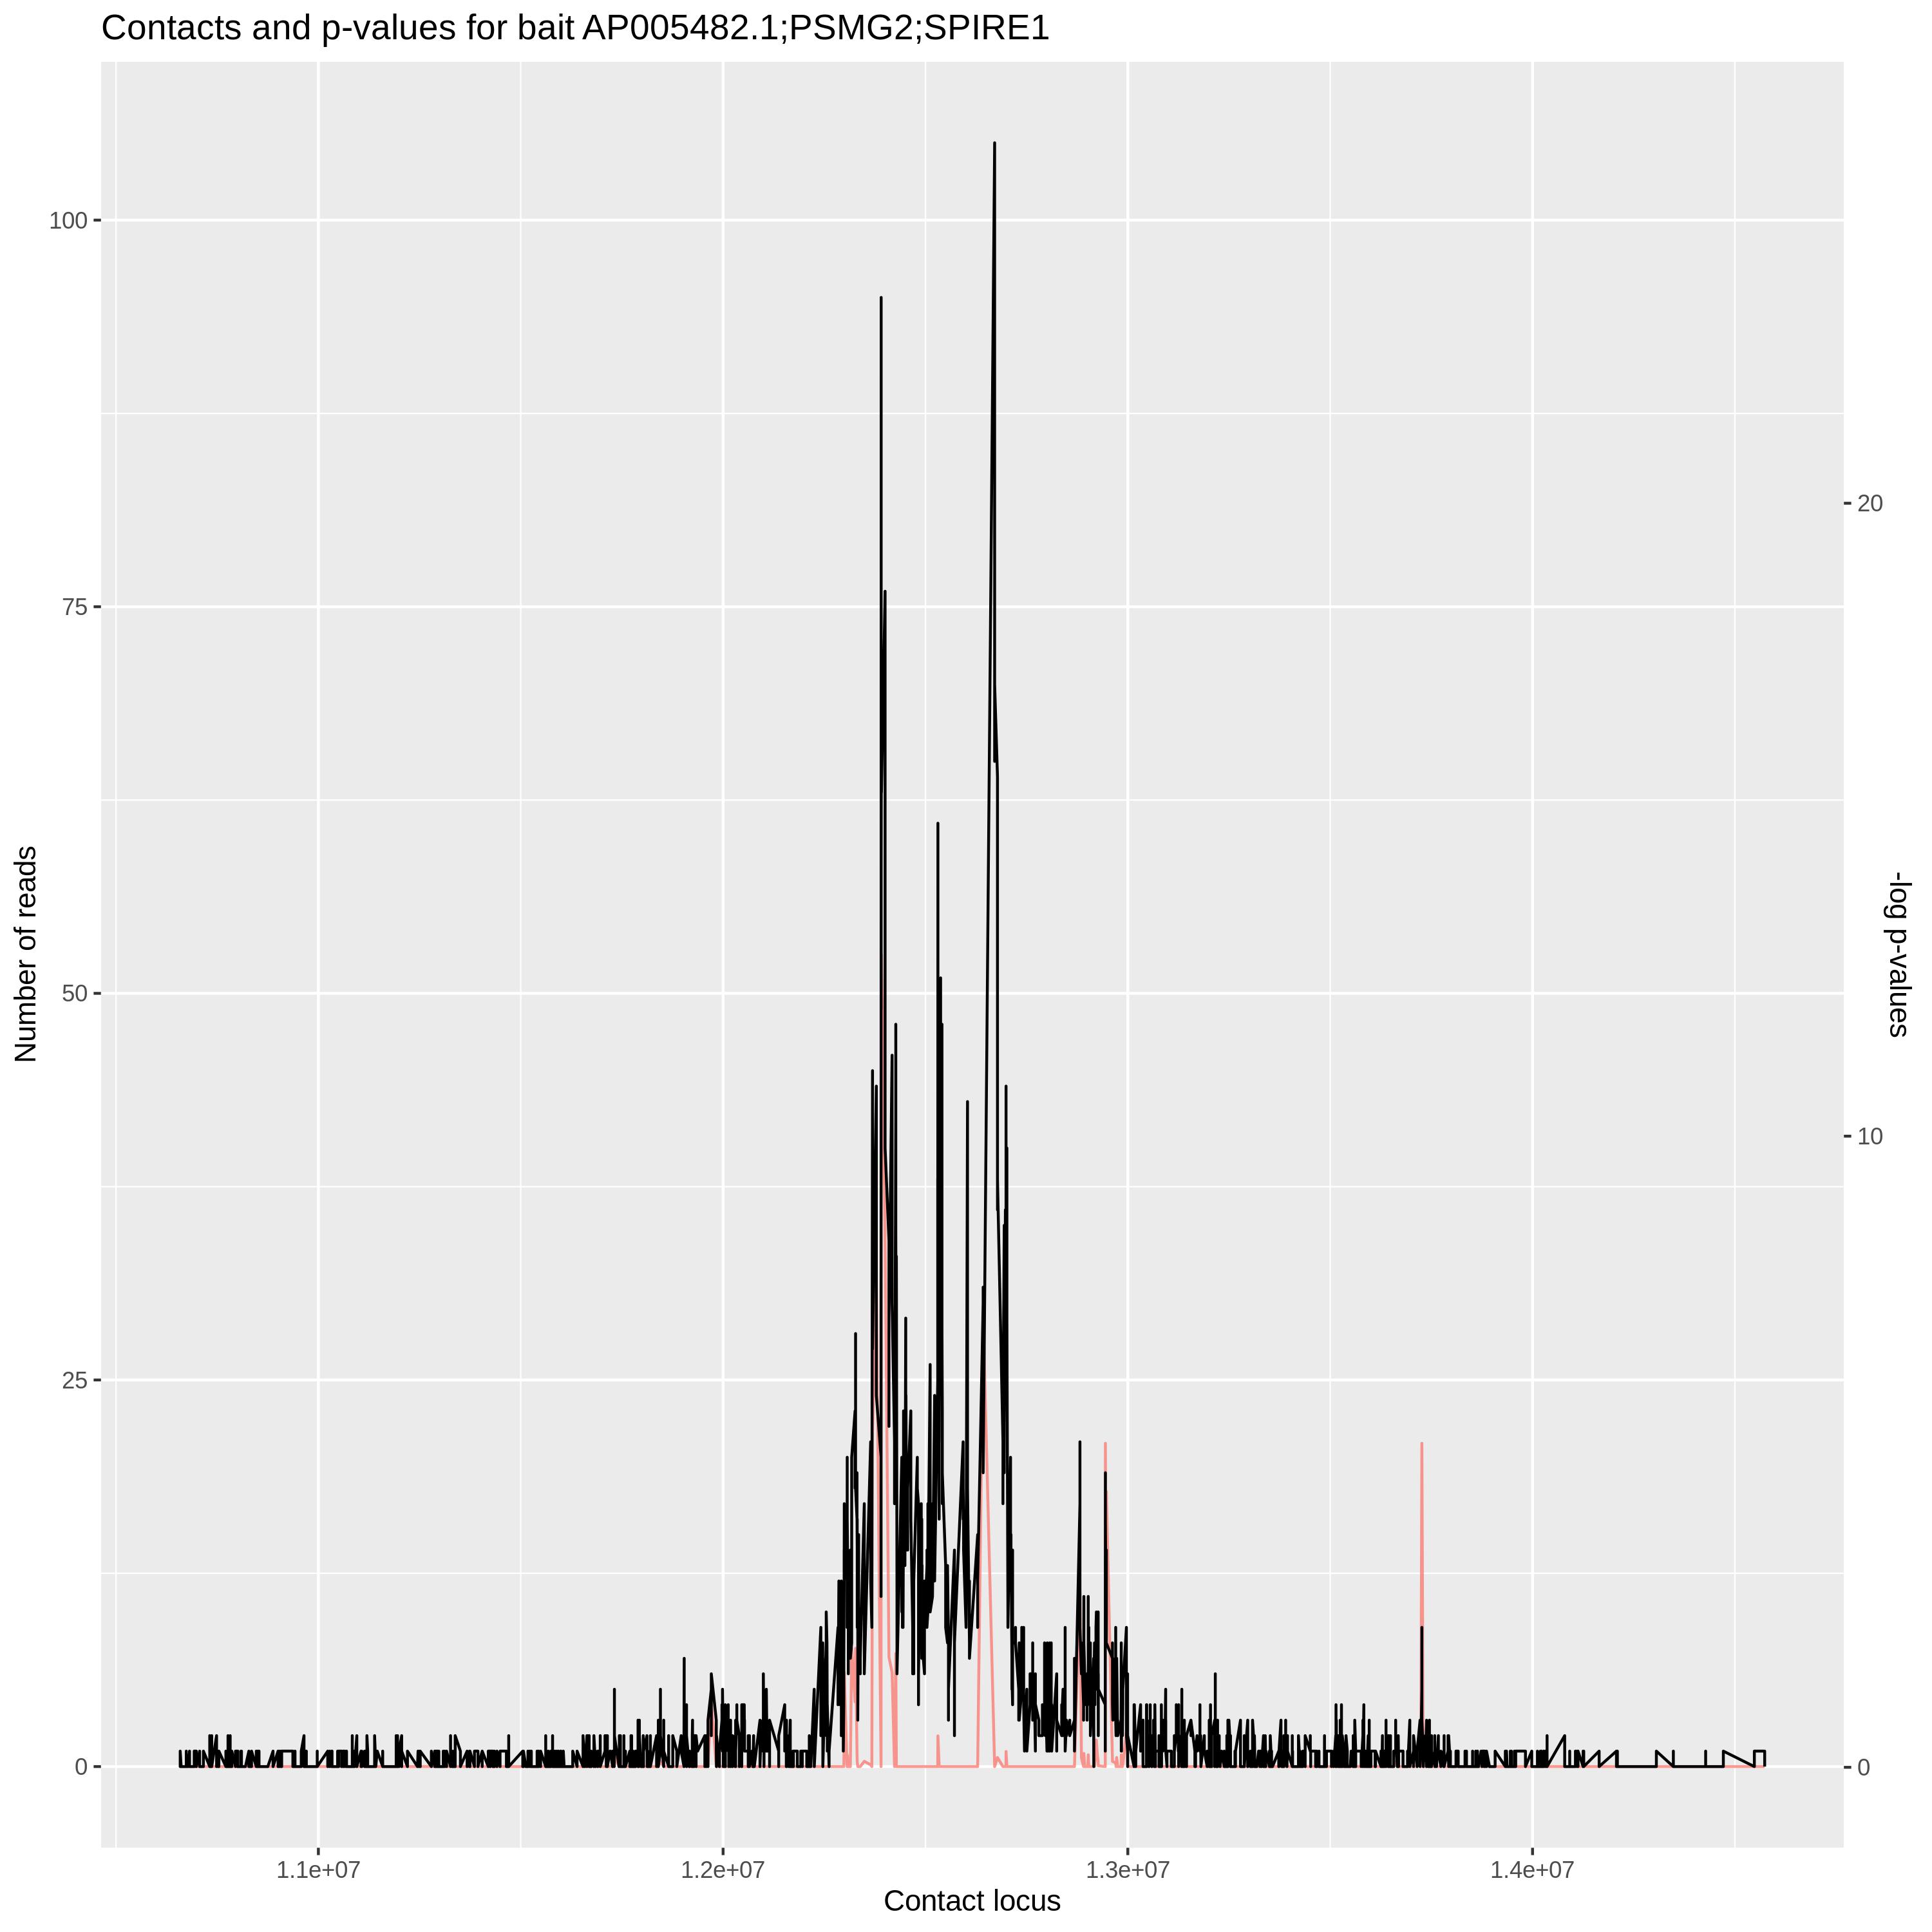 Contacts and p-values for bait AP005482.1;PSMG2;SPIRE1
100
75
50
25
0
Number of reads
20
10
0
-log p-values
1.1e+07
1.2e+07
1.3e+07
1.4e+07
Contact locus